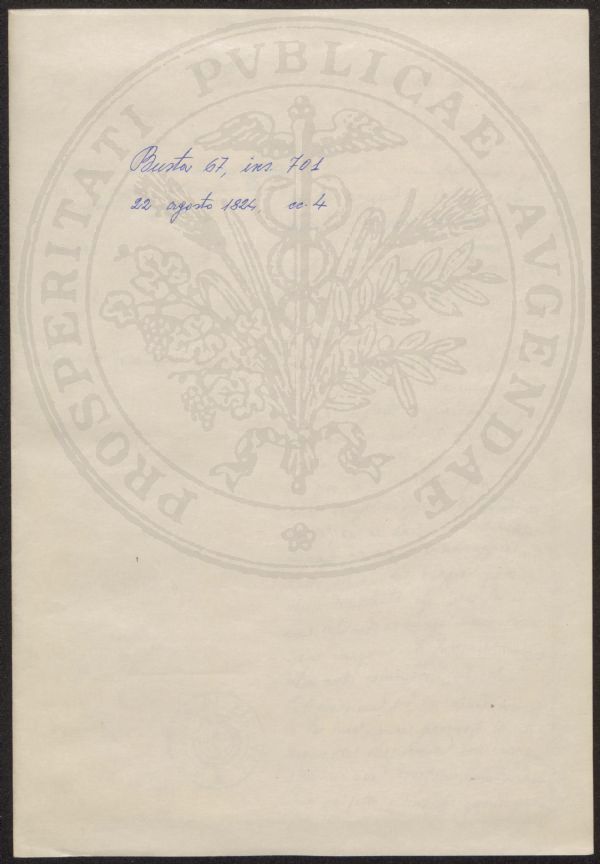 PROSPERITATI PVBLICAE AVGENDAE
Busta 67, ins. 701
22 agosto 1824, cc. 4